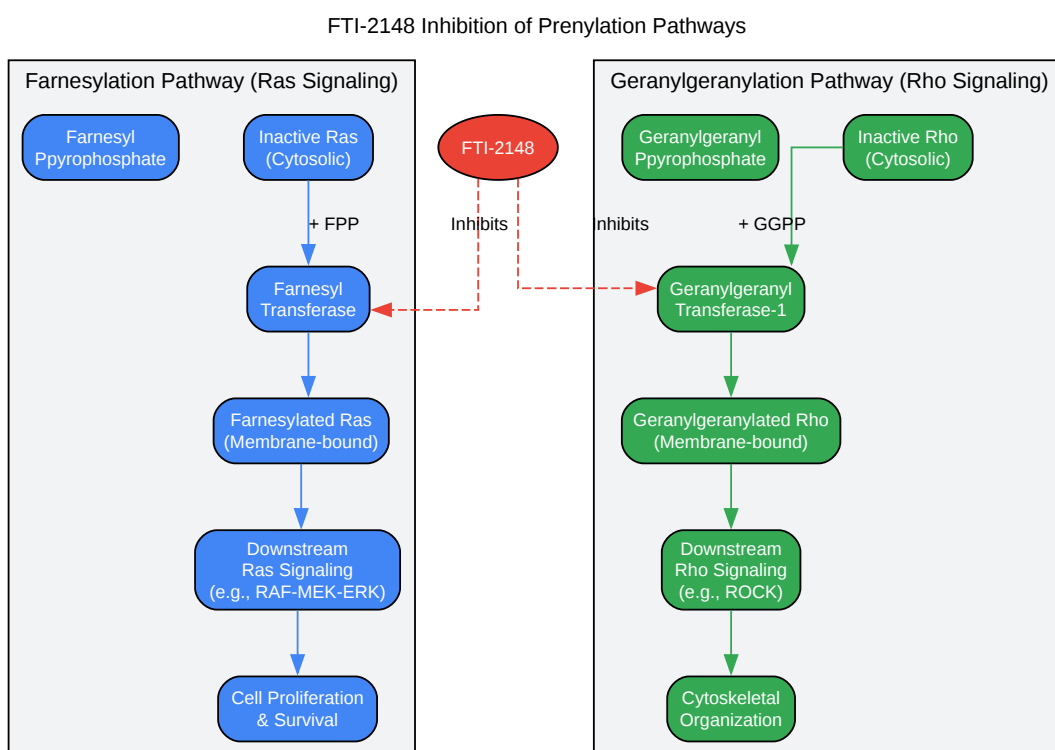 FTI-2148 Inhibition of Prenylation Pathways
Farnesylation Pathway (Ras Signaling)
Farnesyl
Ppyrophosphate
Inactive Ras
(Cytosolic)
+ FPP
Farnesyl
Transferase
Farnesylated Ras
(Membrane-bound)
Downstream
Ras Signaling
(e.g., RAF-MEK-ERK)
Cell Proliferation
& Survival
FTI-2148
Inhibits
Inhibits
Geranylgeranylation Pathway (Rho Signaling)
Geranylgeranyl
Ppyrophosphate
Inactive Rho
(Cytosolic)
+ GGPP
Geranylgeranyl
Transferase-1
Geranylgeranylated Rho
(Membrane-bound)
Downstream
Rho Signaling
(e.g., ROCK)
Cytoskeletal
Organization